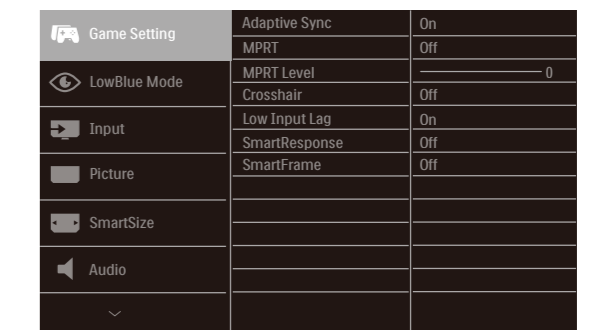 Game Setting
LowBlue Mode
Input
Picture
SmartSize
Audio
Adaptive Sync On
MPRT Off
MPRT Level 0
Crosshair Off
Low Input Lag On
SmartResponse Off
SmartFrame Off